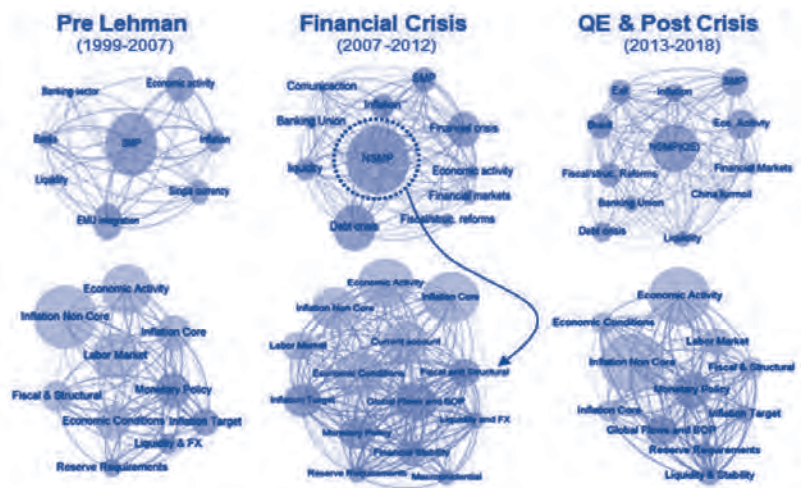 Pre Lehman
(1999-2007)
Financial Crisis
(2007-2012)
QE & Post Crisis
(2013-2018)
Banking sector
Economic activity
Banks
SMP
Inflation
Liquidity
Single currency
EMU integration
Comunicaction
SMP
Inflation
Banking Union
Financial crisis
NSMP
liquidity
Economic activity
Financial markets
Debt crisis
Fiscal/struc. reforms
Exit
Inflation
SMP
Brexit
Eco. Activity
NSMP(QE)
Fiscal/struc. Reforms
Financial Markets
China turmoil
Banking Union
Debt crisis
Liquidity
Economic Activity
Inflation Non Core
Inflation Core
Labor Market
Fiscal & Structural
Monetary Policy
Economic Conditions
Inflation Target
Liquidity & FX
Reserve Requirements
Economic Activity
Inflation Non Core
Inflation Core
Labor Market
Current account
Economic Conditions
Fiscal and Structural
Inflation Target
Global Flows and BOP
Liquidity and FX
Monetary Policy
Financial Stability
Reserve Requirements
Macroprudential
Economic Activity
Economic Conditions
Labor Market
Inflation Non Core
Fiscal & Structural
Monetary Policy
Inflation Core
Inflation Target
Global Flows and BOP
Reserve Requirements
Liquidity & Stability